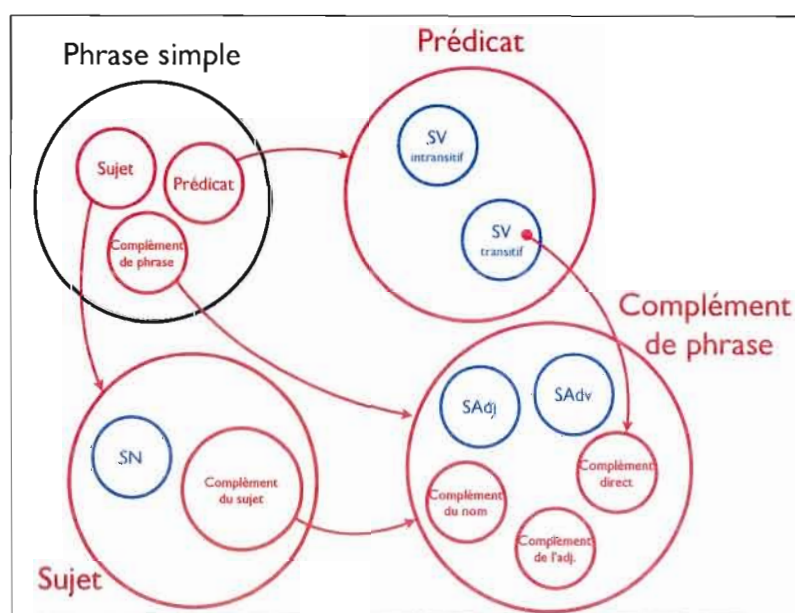 Phrase simple
Sujet
Prédicat
Complément
de phrase
Prédicat
SV
intransitif
SV
transitif
Complément
de phrase
SAdj
SAdv
Complément
direct
Complément
du nom
Complément
de l'adj.
SN
Complément
du sujet
Sujet